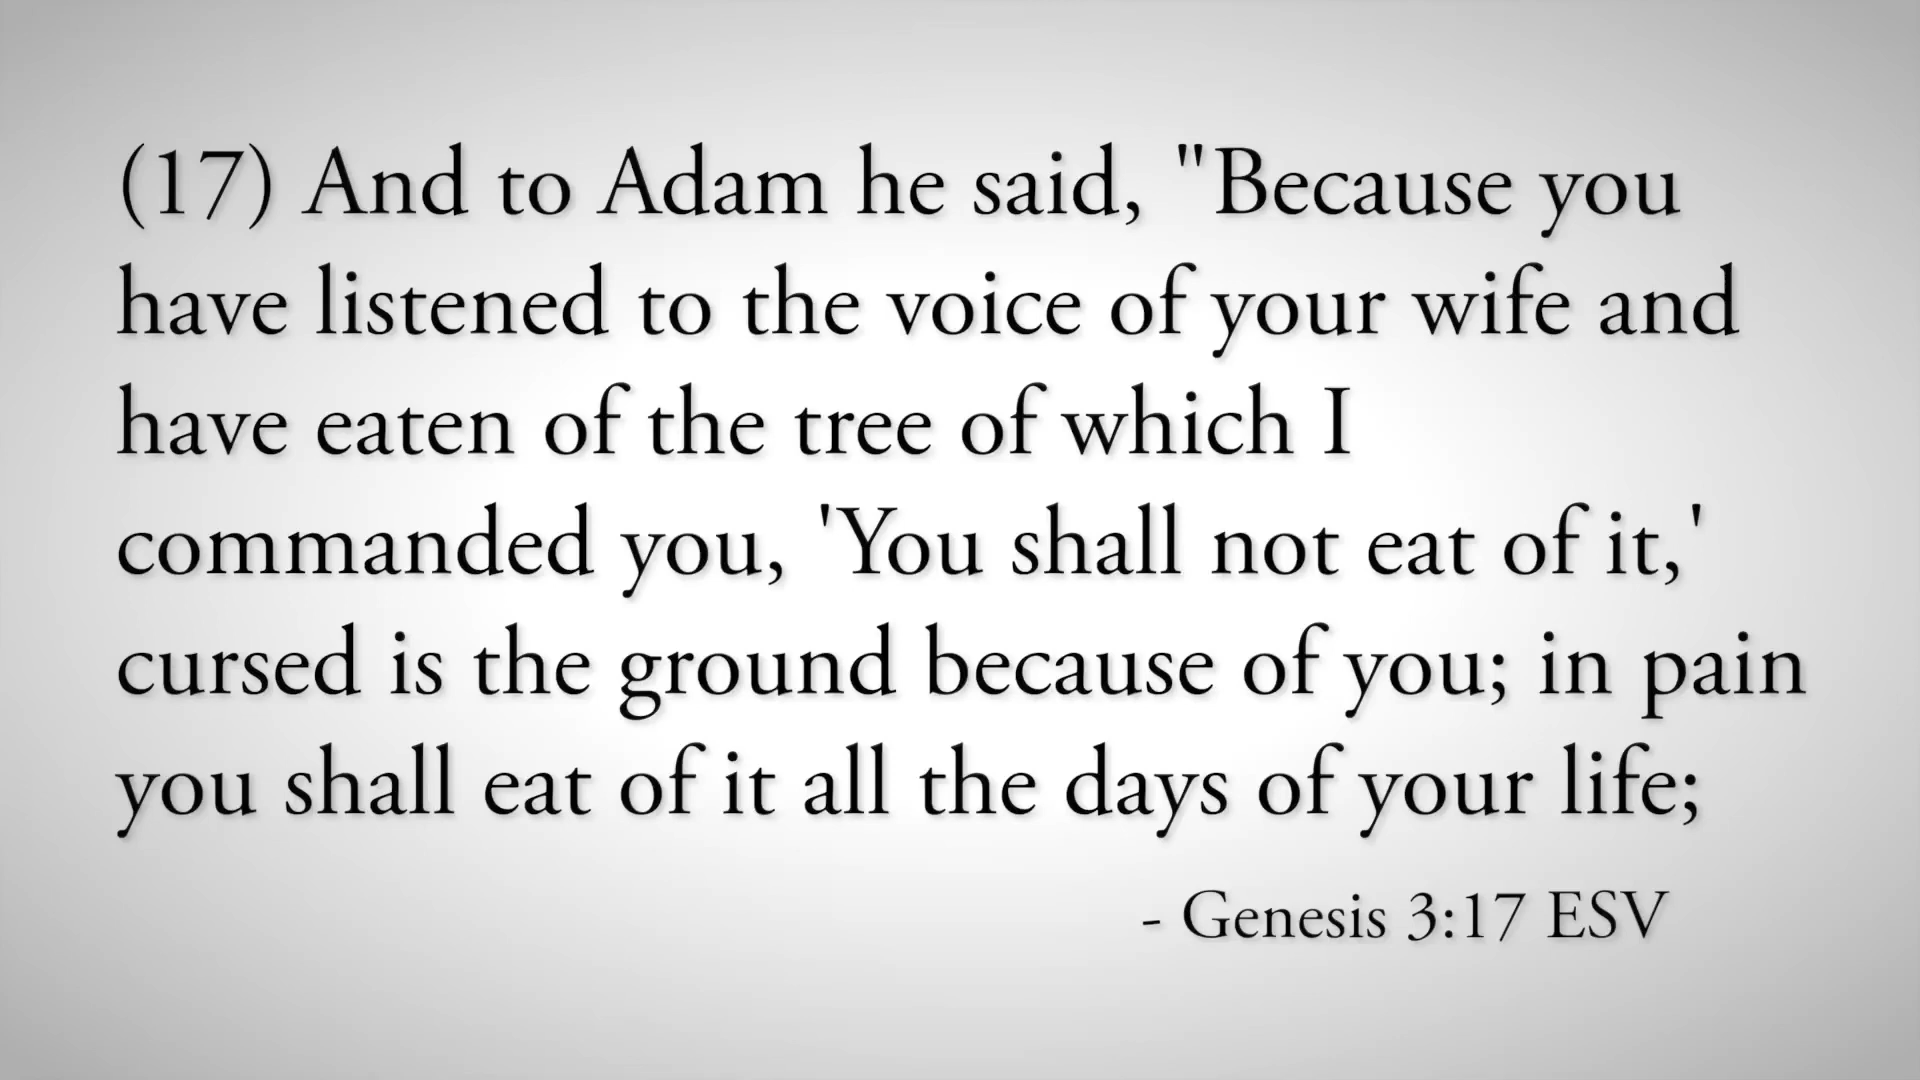 (17) And to Adam he said, "Because you
have listened to the voice of your wife and
have eaten of the tree of which I
commanded you, 'You shall not eat of it,'
cursed is the ground because of you; in pain
you shall eat of it all the days of your life;
- Genesis 3:17 ESV